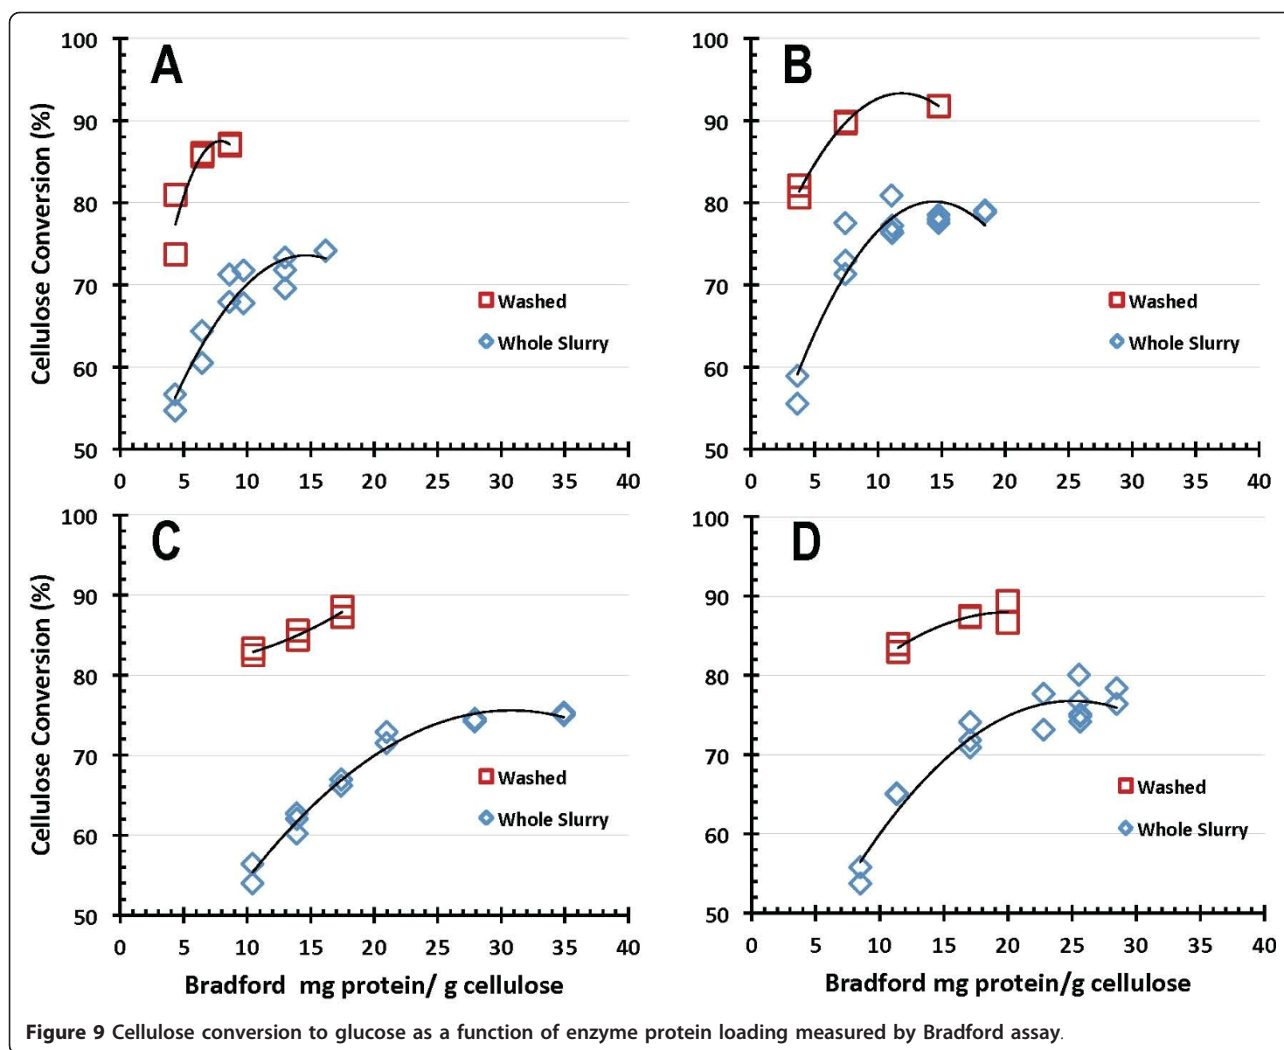 A
B
Cellulose Conversion (%)
100
90
80
70
60
50
0 5 10 15 20 25 30 35 40
Washed
Whole Slurry
100
90
80
70
60
50
0 5 10 15 20 25 30 35 40
Washed
Whole Slurry
C
D
Cellulose Conversion (%)
100
90
80
70
60
50
0 5 10 15 20 25 30 35 40
Washed
Whole Slurry
Bradford mg protein/ g cellulose
100
90
80
70
60
50
0 5 10 15 20 25 30 35 40
Washed
Whole Slurry
Bradford mg protein/g cellulose
Figure 9 Cellulose conversion to glucose as a function of enzyme protein loading measured by Bradford assay.